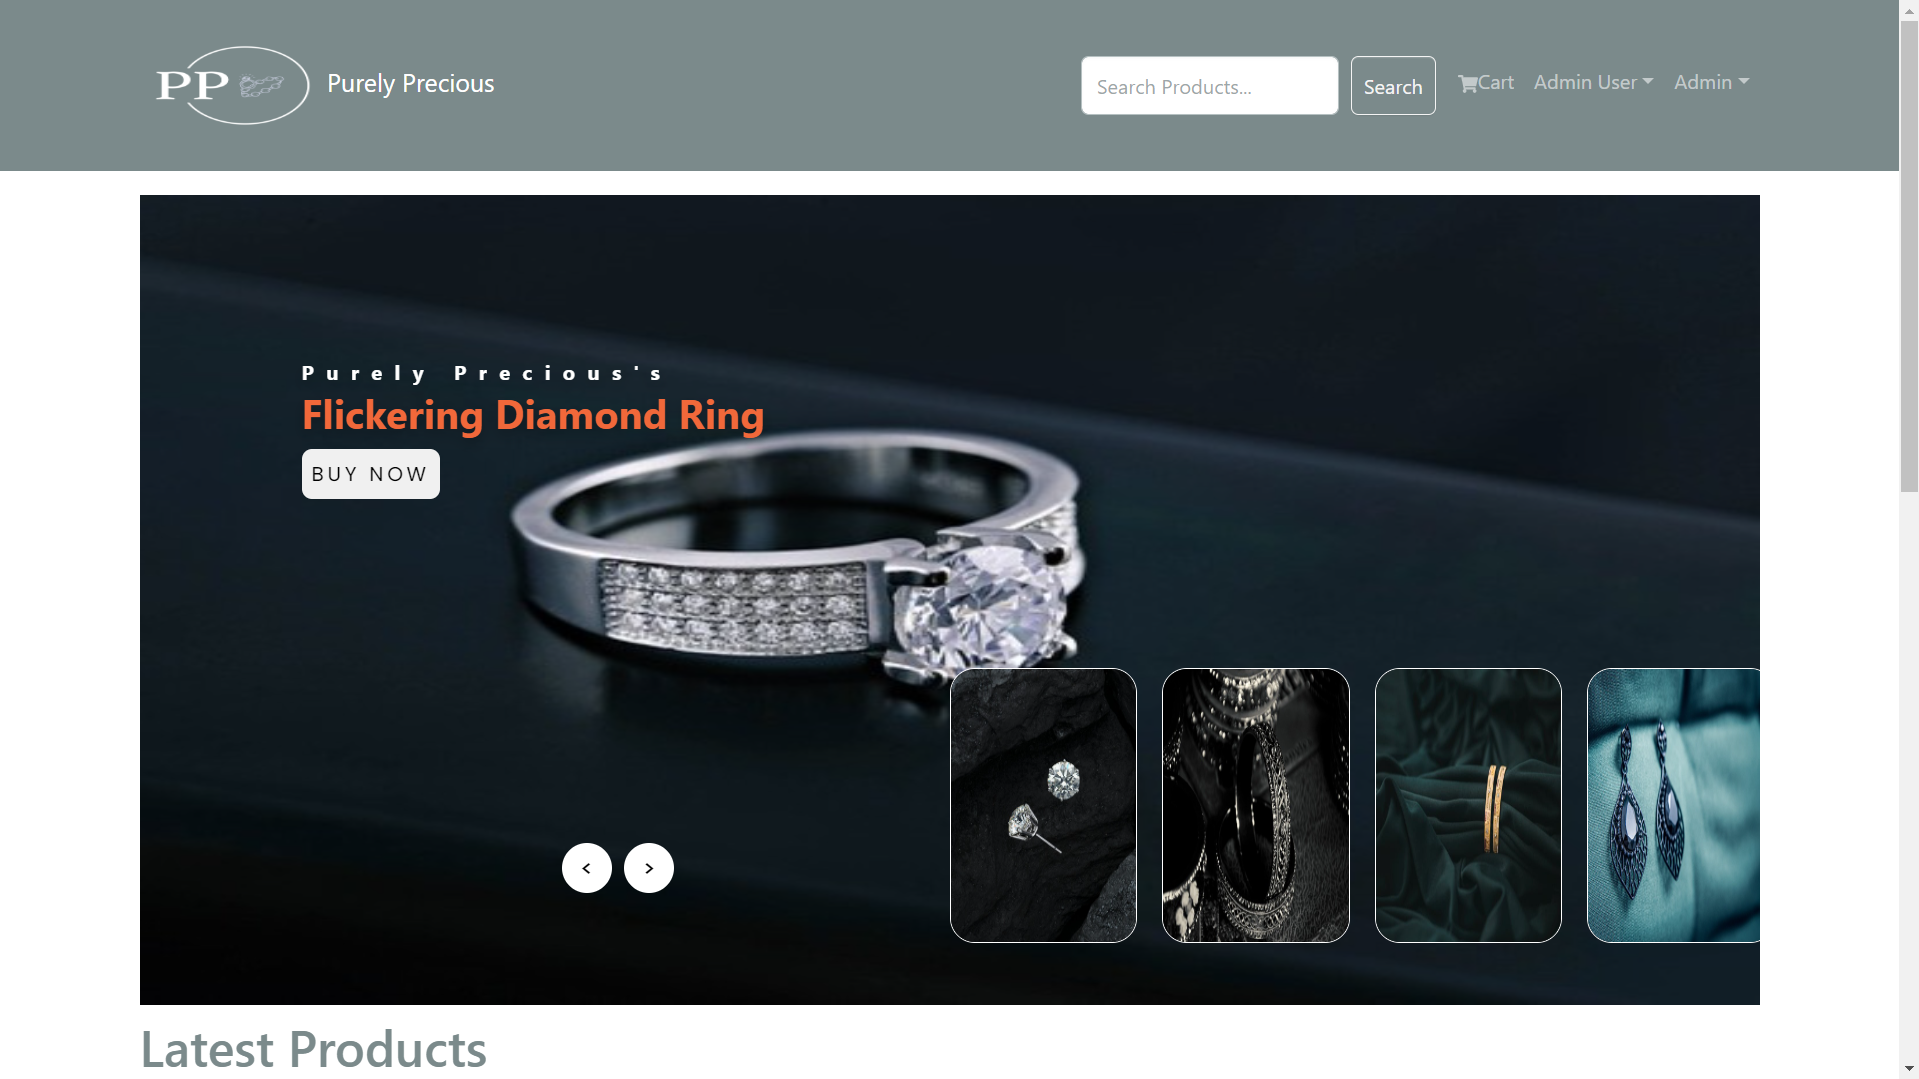 PP
Purely Precious
Search Products...
Search
Cart
Admin User
Admin
Purely Precious's
Flickering Diamond Ring
BUY NOW
<
>
Latest Products